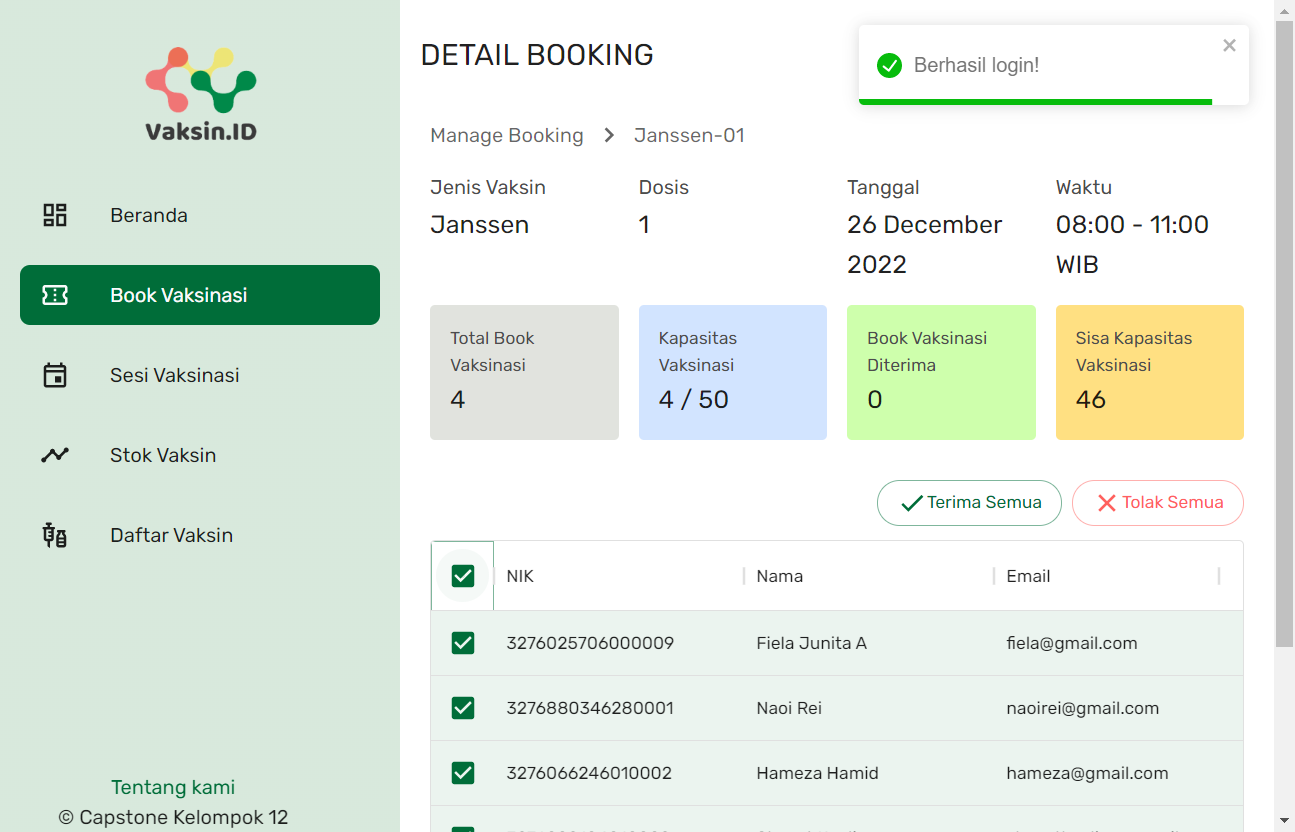 Vaksin.ID
Beranda
Book Vaksinasi
Sesi Vaksinasi
Stok Vaksin
Daftar Vaksin
Tentang kami
© Capstone Kelompok 12
DETAIL BOOKING
Berhasil login!
Manage Booking
Janssen-01
Jenis Vaksin
Janssen
Dosis
1
Tanggal
26 December
2022
Waktu
08:00 - 11:00
WIB
Total Book
Vaksinasi
4
Kapasitas
Vaksinasi
4 / 50
Book Vaksinasi
Diterima
0
Sisa Kapasitas
Vaksinasi
46
Terima Semua
Tolak Semua
NIK Nama Email
3276025706000009 Fiela Junita A fiela@gmail.com
3276880346280001 Naoi Rei naoirei@gmail.com
3276066246010002 Hameza Hamid hameza@gmail.com